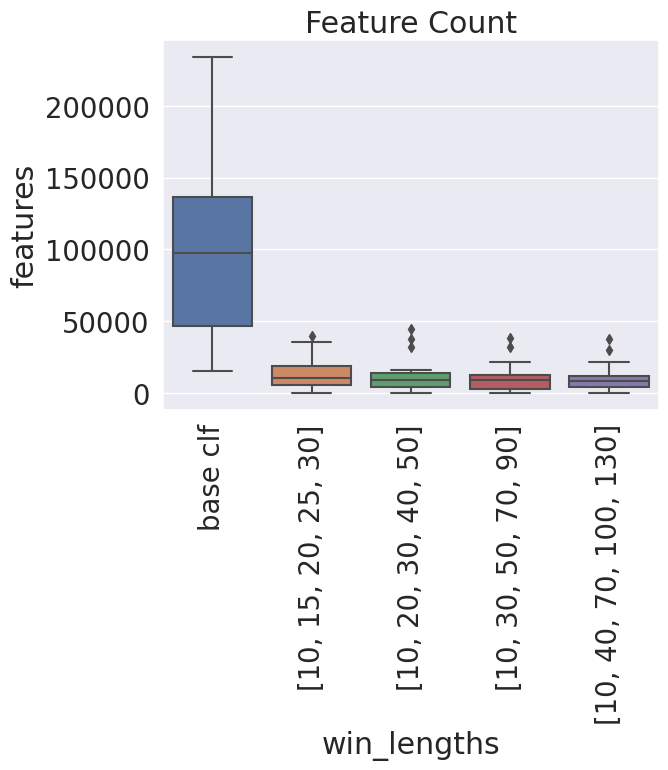 Feature Count
features
200000
150000
100000
50000
0
base clf
[10, 15, 20, 25, 30]
[10, 20, 30, 40, 50]
[10, 30, 50, 70, 90]
[10, 40, 70, 100, 130]
win_lengths